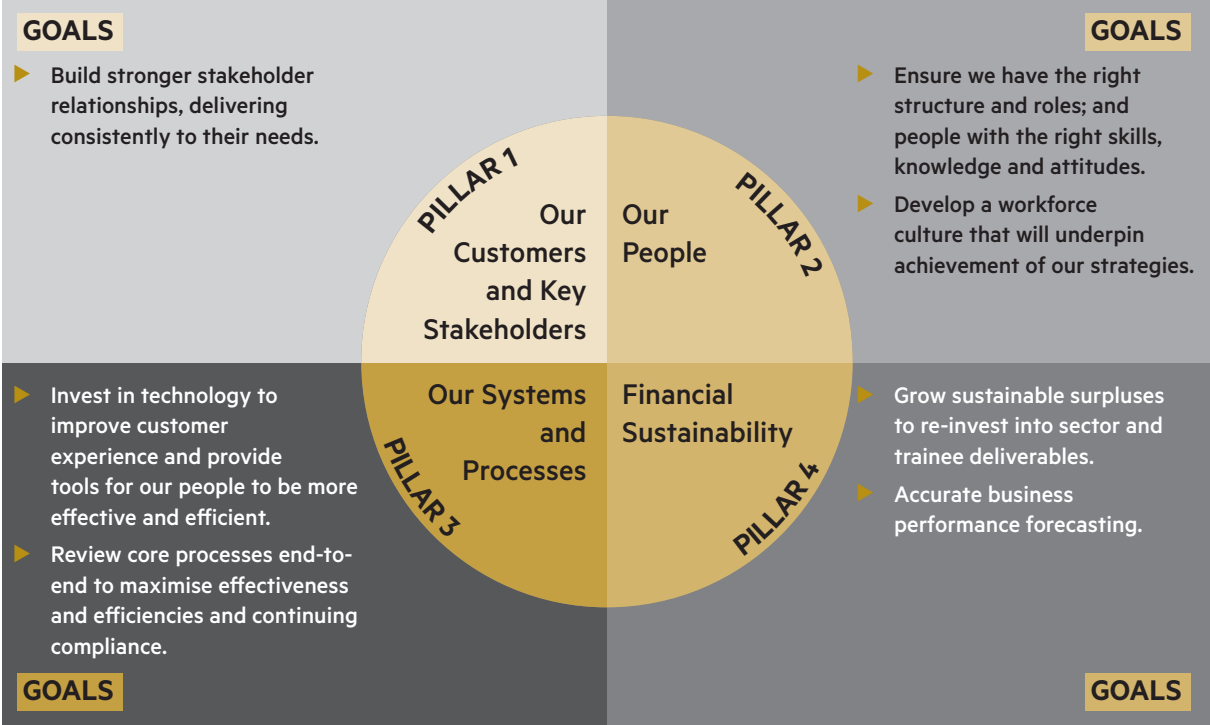 GOALS
▶ Build stronger stakeholder
relationships, delivering
consistently to their needs.
PILLAR 1
Our
Customers
and Key
Stakeholders
GOALS
▶ Ensure we have the right
structure and roles; and
people with the right skills,
knowledge and attitudes.
▶ Develop a workforce
culture that will underpin
achievement of our strategies.
PILLAR 2
Our
People
▶ Invest in technology to
improve customer
experience and provide
tools for our people to be more
effective and efficient.
▶ Review core processes end-to-
end to maximise effectiveness
and efficiencies and continuing
compliance.
GOALS
PILLAR 3
Our Systems
and
Processes
Financial
Sustainability
PILLAR 4
▶ Grow sustainable surpluses
to re-invest into sector and
trainee deliverables.
▶ Accurate business
performance forecasting.
GOALS